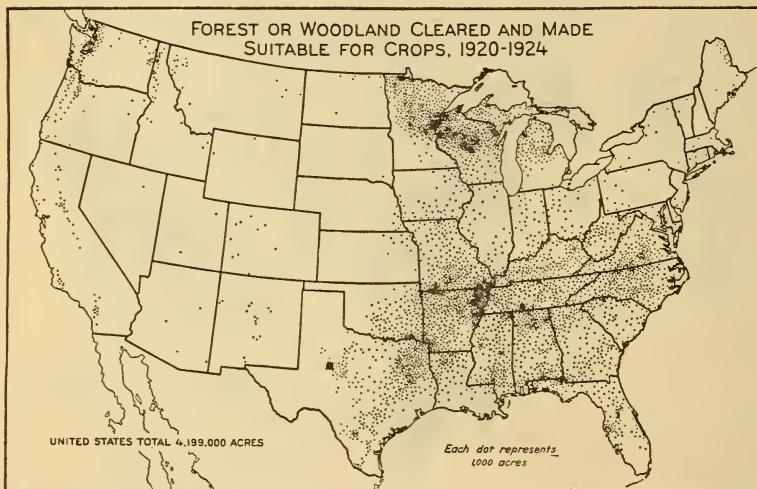 FOREST OR WOODLAND CLEARED AND MADE
SUITABLE FOR CROPS, 1920-1924
UNITED STATES TOTAL 4,199,000 ACRES
Each dot represents
1,000 acres